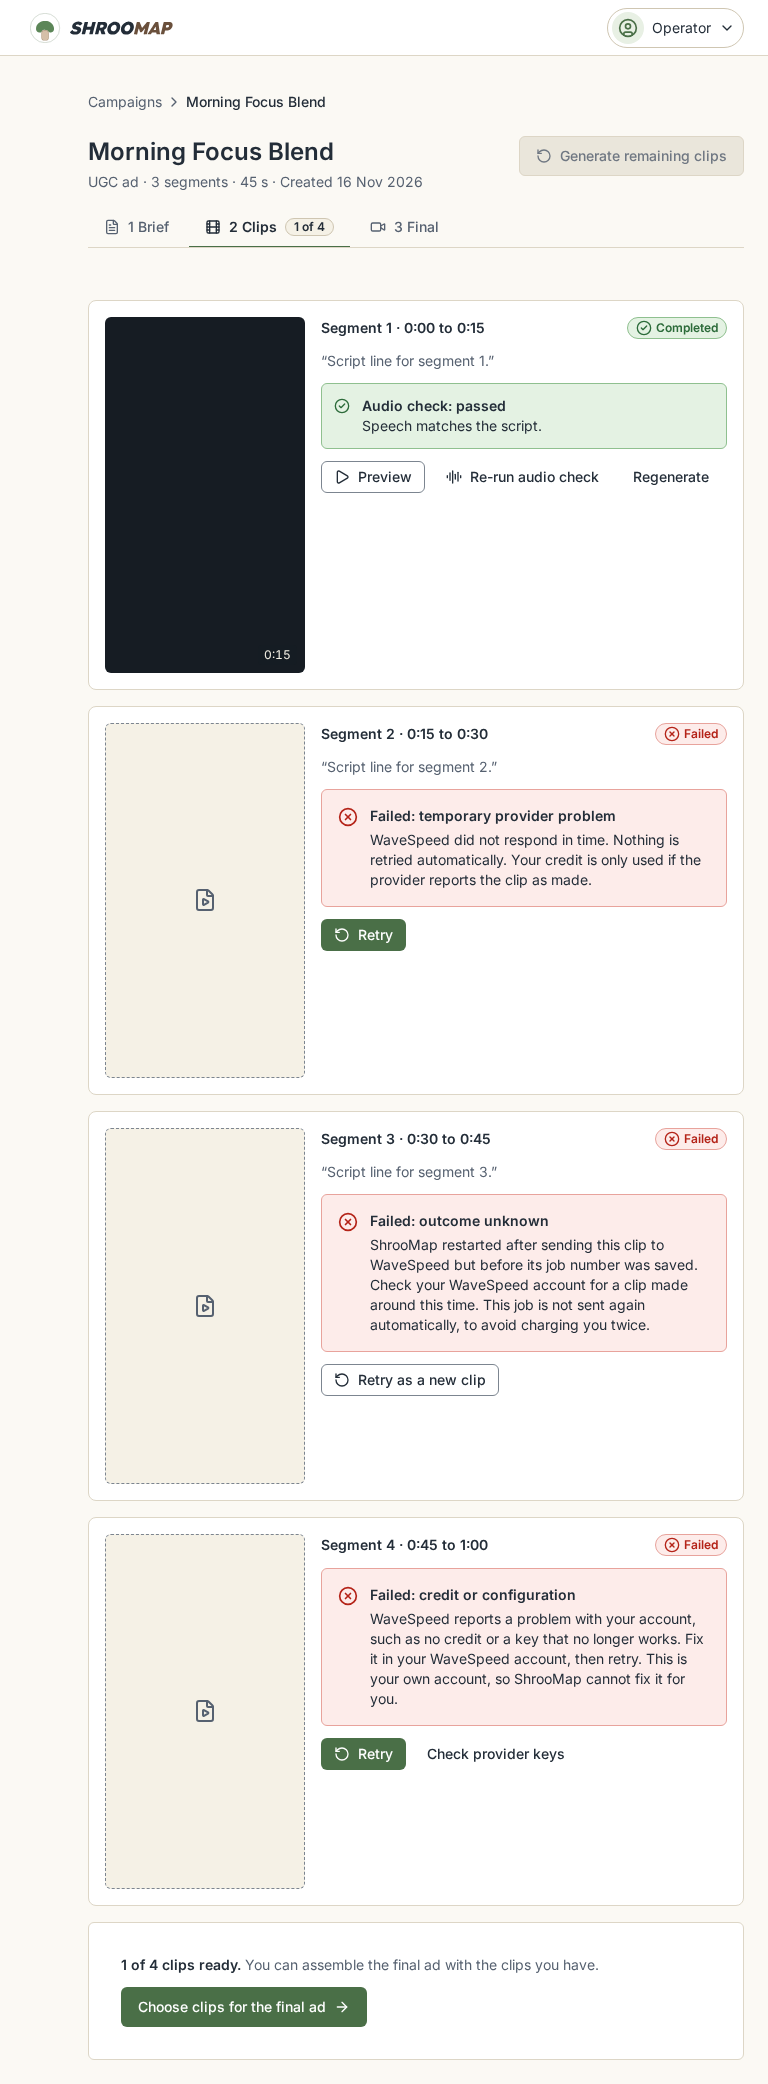 SHROOMAP
Operator
Campaigns
Morning Focus Blend
Morning Focus Blend
UGC ad · 3 segments · 45 s · Created 16 Nov 2026
Generate remaining clips
1 Brief
2 Clips
1 of 4
3 Final
0:15
Segment 1 · 0:00 to 0:15
Completed
“Script line for segment 1.”
Audio check: passed
Speech matches the script.
Preview
Re-run audio check
Regenerate
Segment 2 · 0:15 to 0:30
Failed
“Script line for segment 2.”
Failed: temporary provider problem
WaveSpeed did not respond in time. Nothing is
retried automatically. Your credit is only used if the
provider reports the clip as made.
Retry
Segment 3 · 0:30 to 0:45
Failed
“Script line for segment 3.”
Failed: outcome unknown
ShrooMap restarted after sending this clip to
WaveSpeed but before its job number was saved.
Check your WaveSpeed account for a clip made
around this time. This job is not sent again
automatically, to avoid charging you twice.
Retry as a new clip
Segment 4 · 0:45 to 1:00
Failed
Failed: credit or configuration
WaveSpeed reports a problem with your account,
such as no credit or a key that no longer works. Fix
it in your WaveSpeed account, then retry. This is
your own account, so ShrooMap cannot fix it for
you.
Retry
Check provider keys
1 of 4 clips ready. You can assemble the final ad with the clips you have.
Choose clips for the final ad